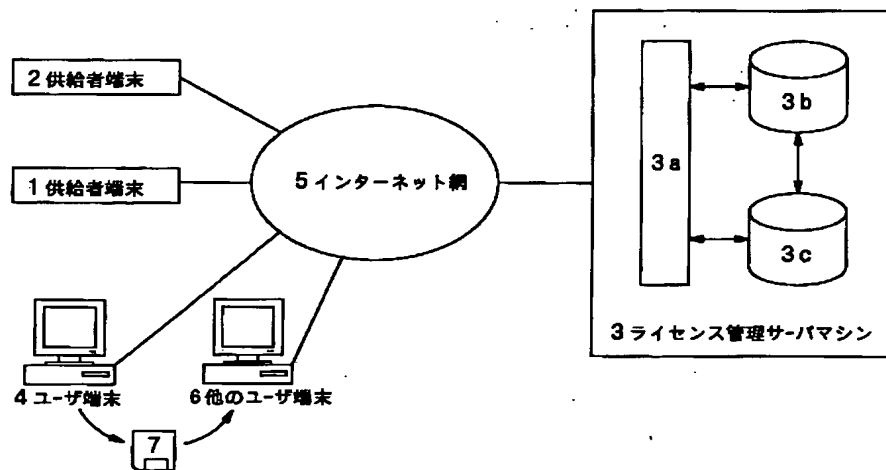 2 供給者端末
1 供給者端末
5 インターネット網
3a
3b
3c
3 ライセンス管理サーバマシン
4 ユーザ端末
6 他のユーザ端末
7